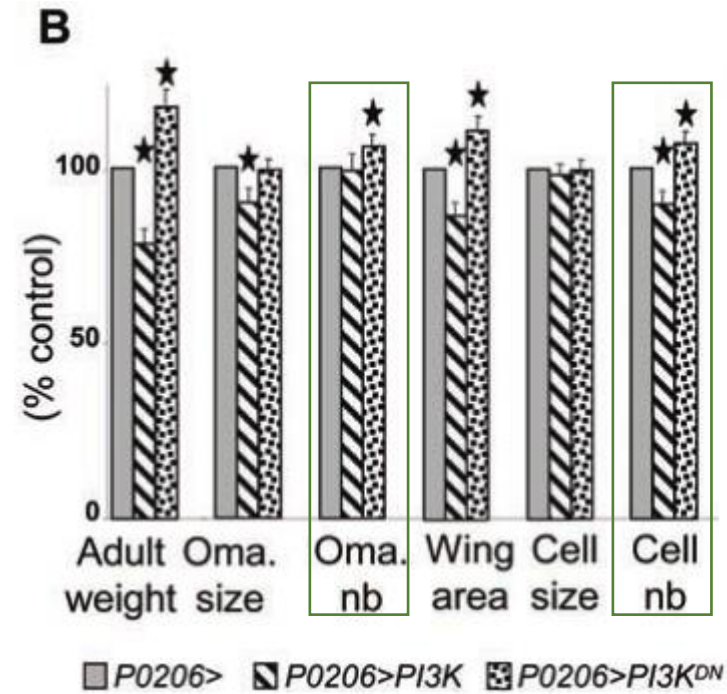 B
(% control)
100
50
0
Adult weight
Oma. size
Oma. nb
Wing area
Cell size
Cell nb
P0206> P0206>PI3K P0206>PI3K^DN